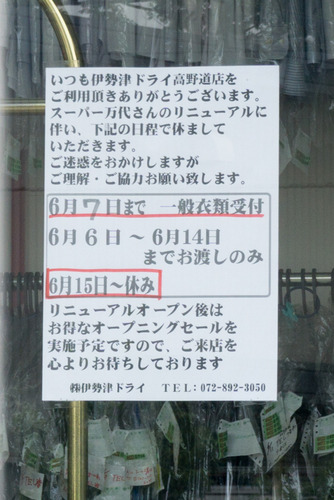 いつも伊勢津ドライ高野道店を
ご利用頂きありがとうございます。
スーパー万代さんのリニューアルに
伴い、下記の日程で休まして
いただきます。
ご迷惑をおかけしますが
ご理解・ご協力お願い致します。
6月7日まで 一般衣類受付
6月6日～6月14日
までお渡しのみ
6月15日～休み
リニューアルオープン後は
お得なオープニングセールを
実施予定ですので、ご来店を
心よりお待ちしております
㈱伊勢津ドライ TEL：072-892-3050